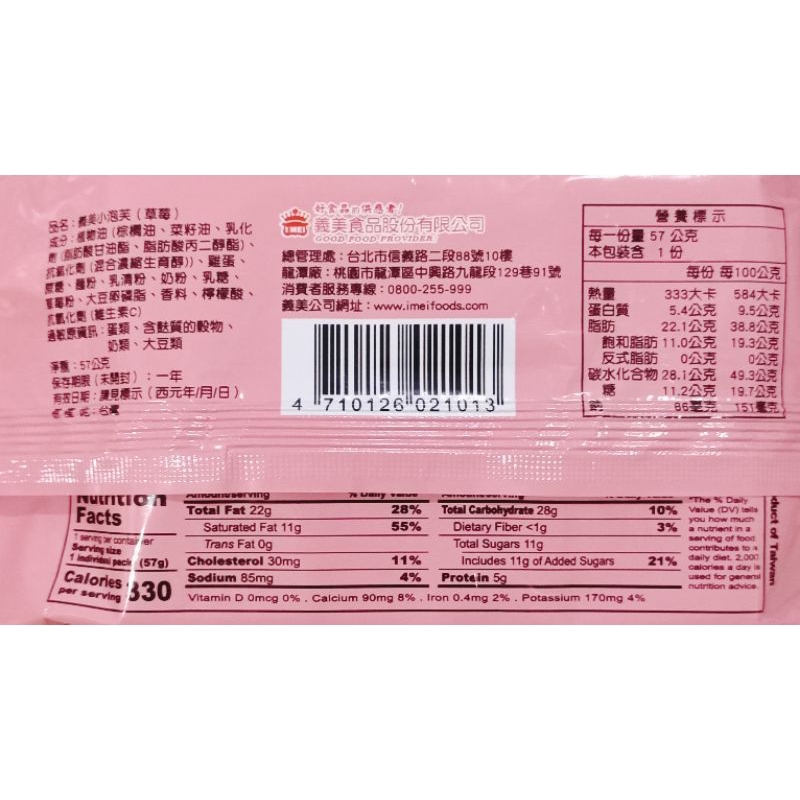 品名：義美小泡芙（草莓）
成分：植物油（棕櫚油、菜籽油、乳化
劑（脂肪酸甘油酯、脂肪酸丙二醇酯）、
抗氧化劑（混合濃縮生育醇））、雞蛋、
蔗糖、麵粉、乳清粉、奶粉、乳糖、
草莓粉、大豆卵磷脂、香料、檸檬酸、
抗氧化劑（維生素C）
過敏原資訊：蛋類、含麩質的穀物、
奶類、大豆類
淨重：57公克
保存期限（未開封）：一年
有效日期：請見標示（西元年/月/日）
：台灣
好食品的供應者！
I MEI
義美食品股份有限公司
GOOD FOOD PROVIDER
總管理處：台北市信義路二段88號10樓
龍潭廠：桃園市龍潭區中興路九龍段129巷91號
消費者服務專線：0800-255-999
義美公司網址：www.imeifoods.com
4 710126 021013
營養標示
每一份量 57 公克
本包裝含 1 份
每份 每100公克
熱量 333大卡 584大卡
蛋白質 5.4公克 9.5公克
脂肪 22.1公克 38.8公克
飽和脂肪 11.0公克 19.3公克
反式脂肪 0公克 0公克
碳水化合物 28.1公克 49.3公克
糖 11.2公克 19.7公克
鈉 86毫克 151毫克
Nutrition
Facts
1 serving per container
Serving size
1 individual pack (57g)
Calories
per serving 330
Amount/serving % Daily Value
Total Fat 22g 28%
Saturated Fat 11g 55%
Trans Fat 0g
Cholesterol 30mg 11%
Sodium 85mg 4%
Amount/serving % Daily Value
Total Carbohydrate 28g 10%
Dietary Fiber <1g 3%
Total Sugars 11g
Includes 11g of Added Sugars 21%
Protein 5g
Vitamin D 0mcg 0% . Calcium 90mg 8% . Iron 0.4mg 2% . Potassium 170mg 4%
*The % Daily
Value (DV) tells
you how much
a nutrient in a
serving of food
contributes to a
daily diet. 2,000
calories a day is
used for general
nutrition advice.
duct of Taiwan